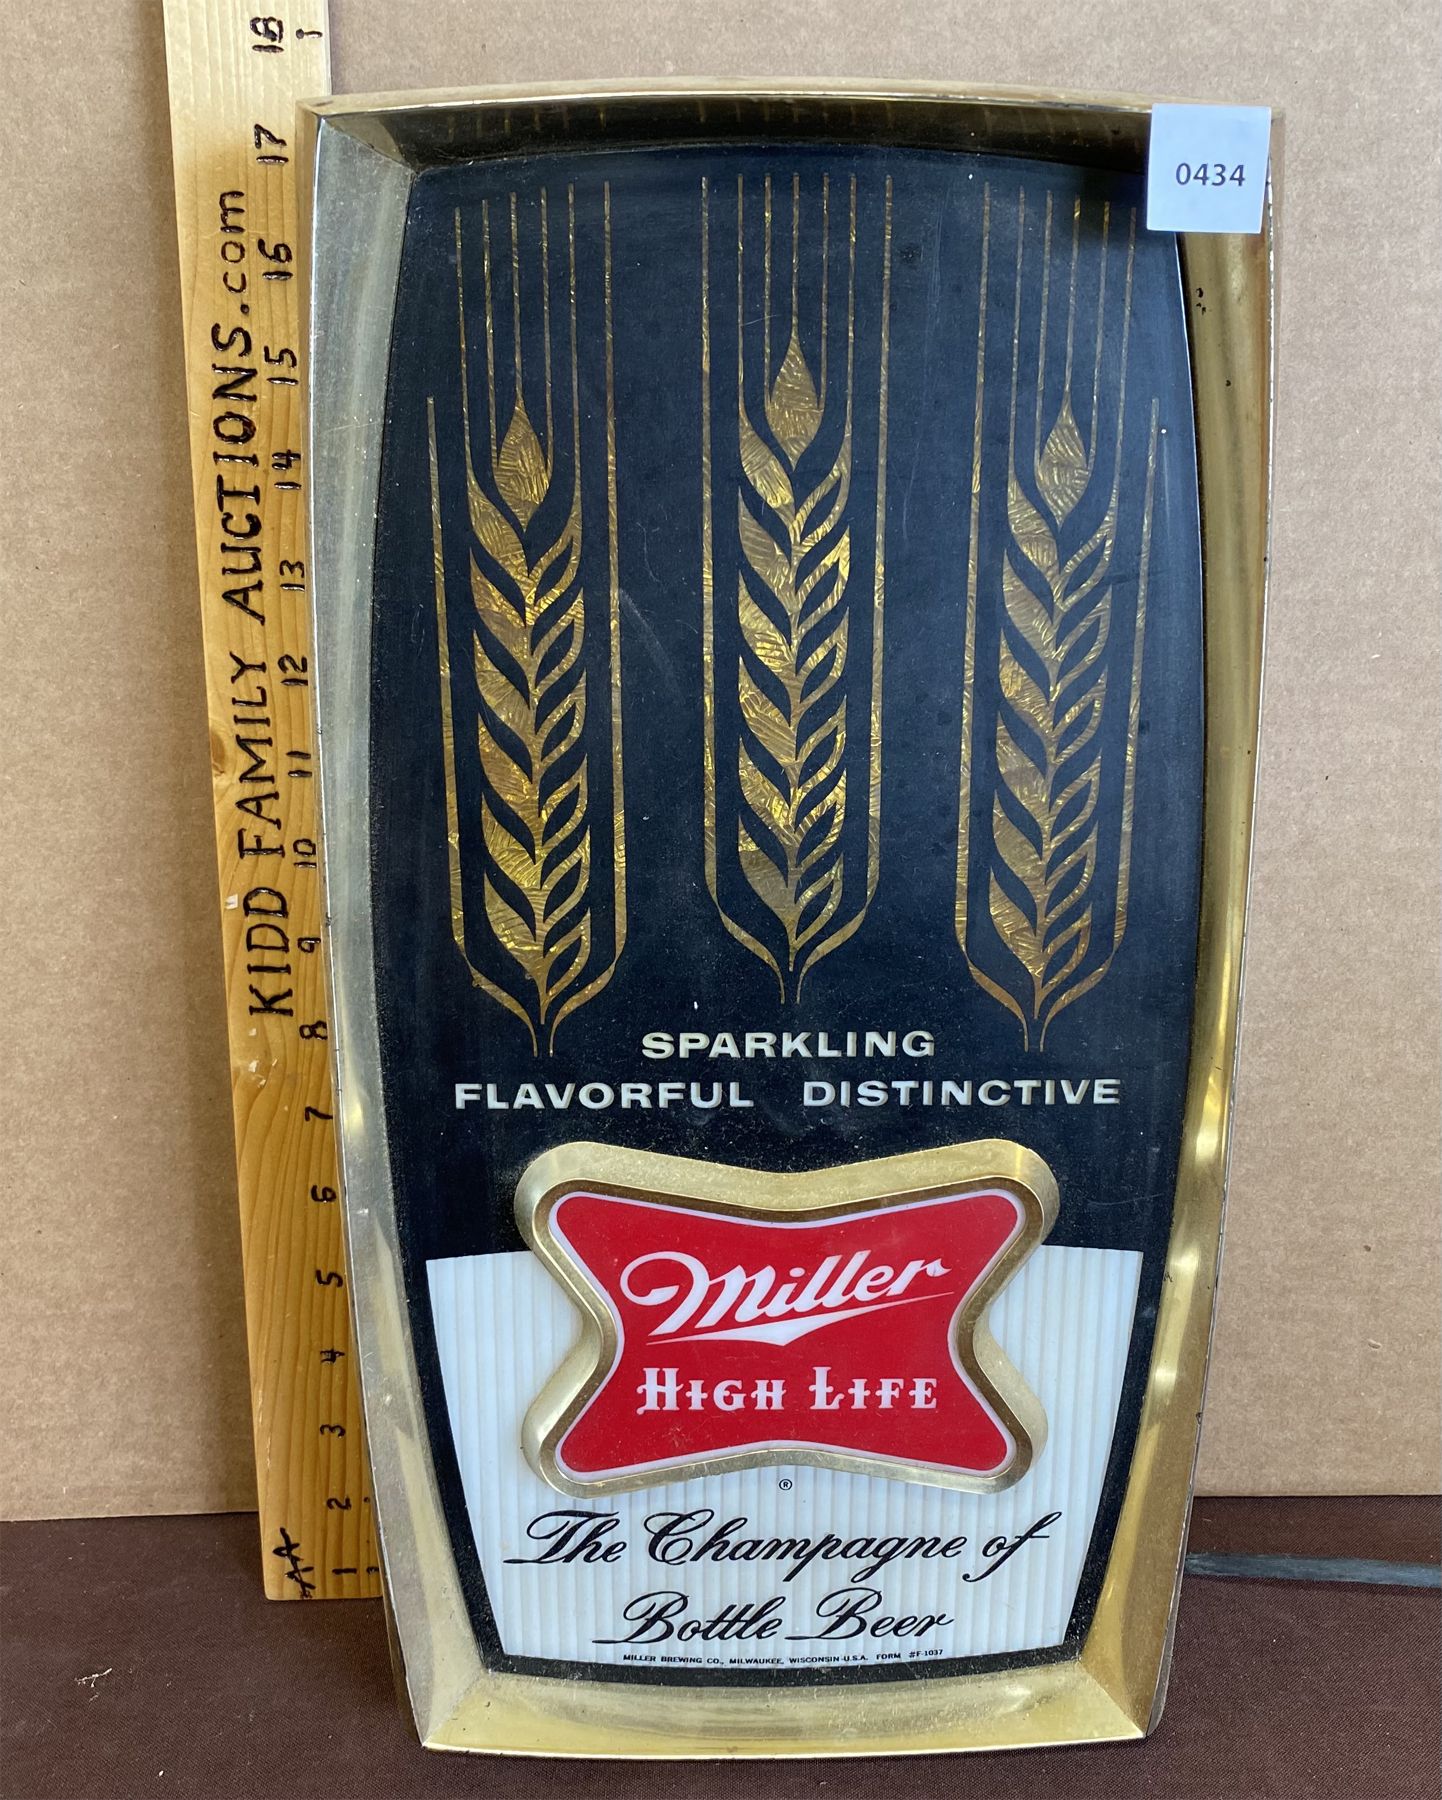 0434
SPARKLING
FLAVORFUL DISTINCTIVE
Miller
HIGH LIFE
®
The Champagne of
Bottle Beer
MILLER BREWING CO., MILWAUKEE, WISCONSIN U.S.A. FORM #F-1037
KIDD FAMILY AUCTIONS.com
18
17
16
15
14
13
12
11
10
9
8
7
6
5
4
3
2
1
AA